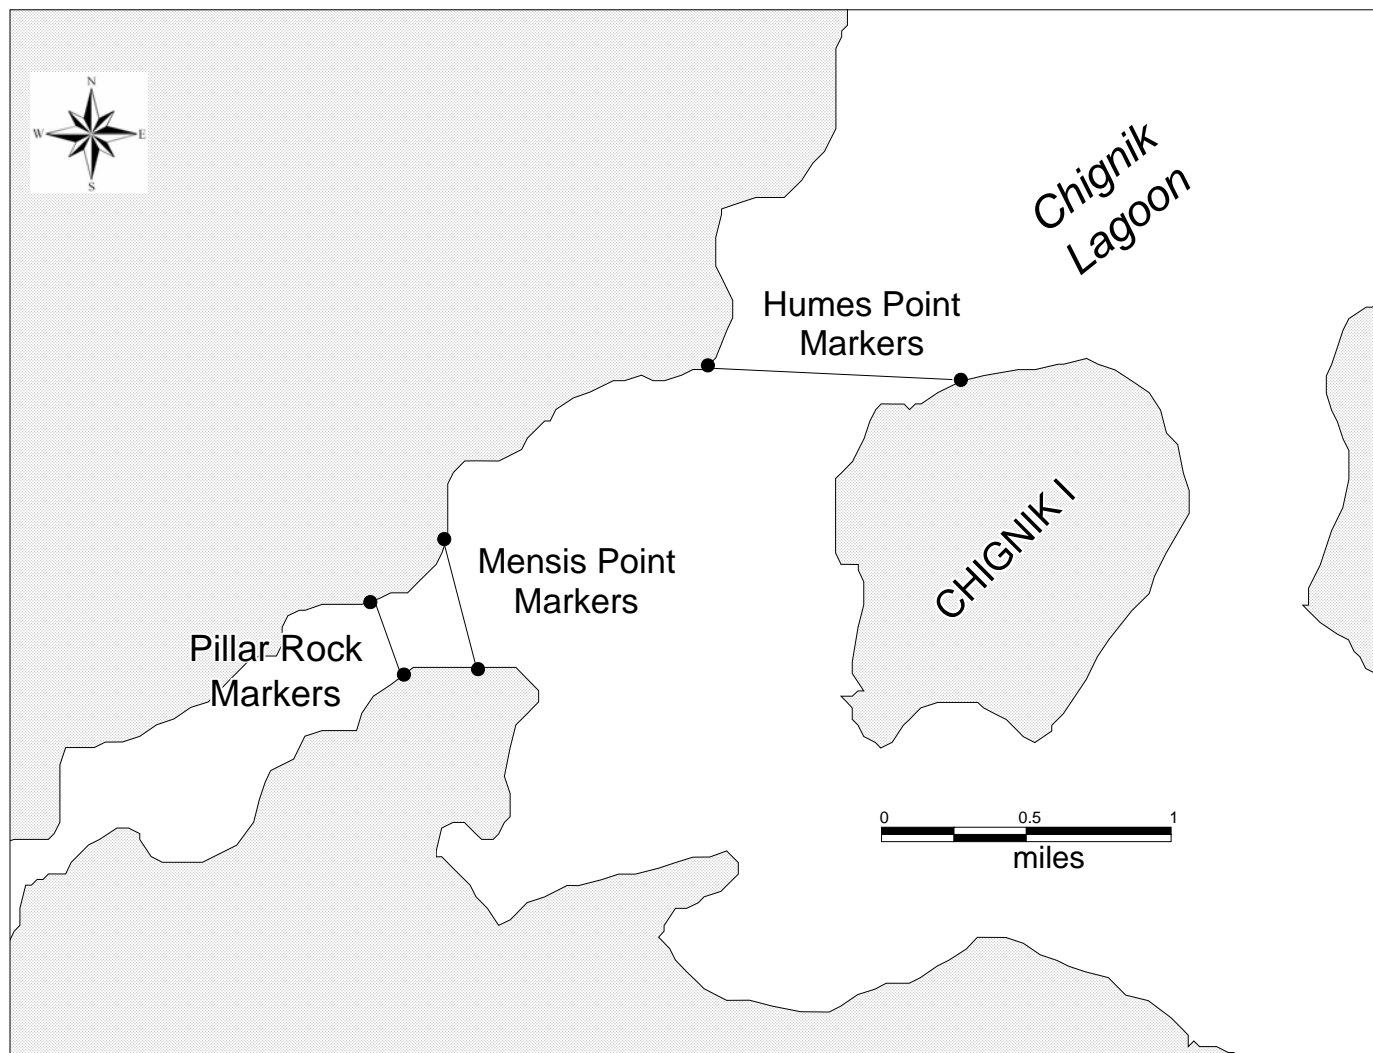 N
W E
S
Chignik
Lagoon
Humes Point
Markers
CHIGNIK I
Mensis Point
Markers
Pillar Rock
Markers
0 0.5 1
miles